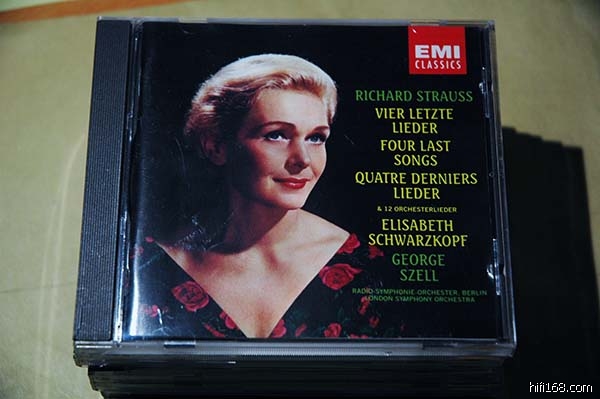 EMI
CLASSICS
RICHARD STRAUSS
VIER LETZTE
LIEDER
FOUR LAST
SONGS
QUATRE DERNIERS
LIEDER
& 12 ORCHESTERLIEDER
ELISABETH
SCHWARZKOPF
GEORGE
SZELL
RADIO-SYMPHONIE-ORCHESTER, BERLIN
LONDON SYMPHONY ORCHESTRA
hifi168.com